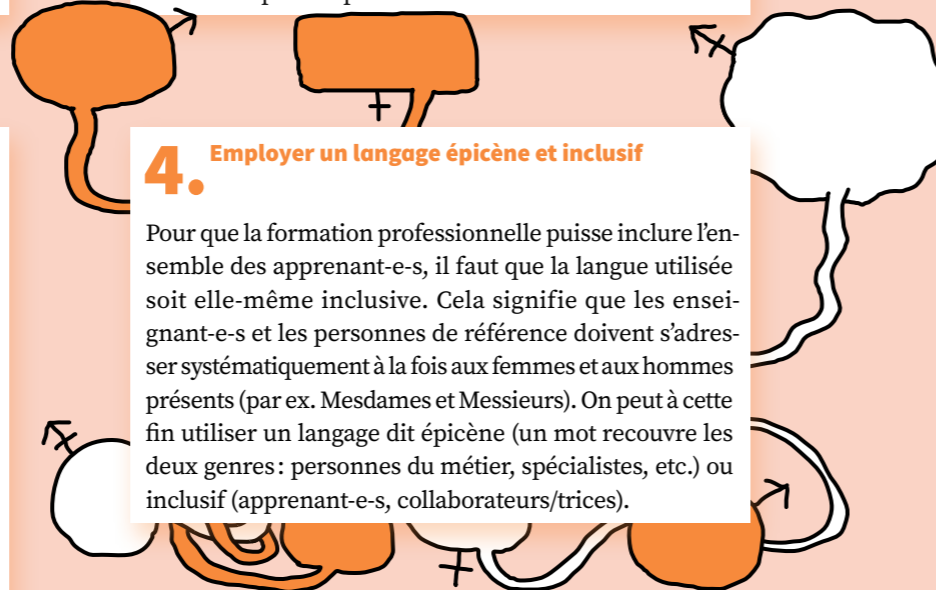 4. Employer un langage épicène et inclusif
Pour que la formation professionnelle puisse inclure l'en-
semble des apprenant-e-s, il faut que la langue utilisée
soit elle-même inclusive. Cela signifie que les ensei-
gnant-e-s et les personnes de référence doivent s'adres-
ser systématiquement à la fois aux femmes et aux hommes
présents (par ex. Mesdames et Messieurs). On peut à cette
fin utiliser un langage dit épicène (un mot recouvre les
deux genres : personnes du métier, spécialistes, etc.) ou
inclusif (apprenant-e-s, collaborateurs/trices).